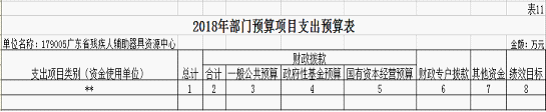 表11
2018年部门预算项目支出预算表
单位名称：179005广东省残疾人辅助器具资源中心 金额：万元
财政拨款
支出项目类别（资金使用单位） 总计 合计 一般公共预算 政府性基金预算 国有资本经营预算 财政专户拨款 其他资金 绩效目标
** 1 2 3 4 5 6 7 8